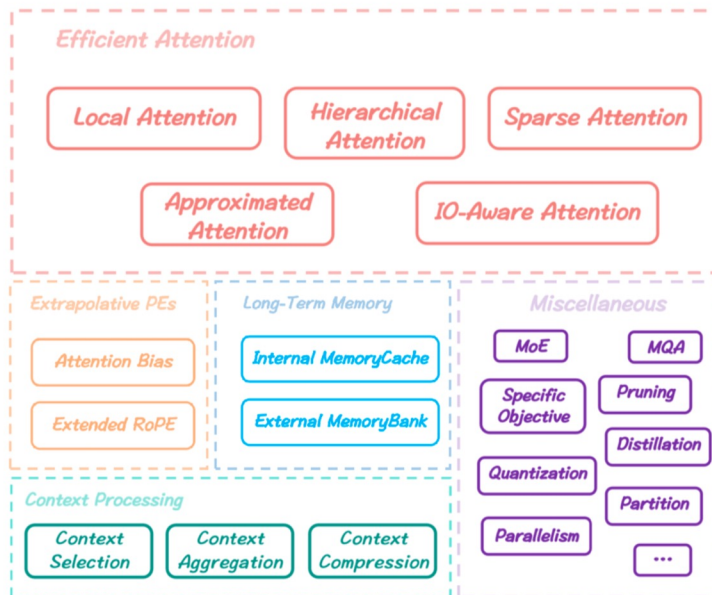 Efficient Attention
Local Attention
Hierarchical
Attention
Sparse Attention
Approximated
Attention
IO-Aware Attention
Extrapolative PEs
Attention Bias
Extended RoPE
Long-Term Memory
Internal MemoryCache
External MemoryBank
Miscellaneous
MoE
MQA
Specific
Objective
Pruning
Distillation
Quantization
Partition
Parallelism
...
Context Processing
Context
Selection
Context
Aggregation
Context
Compression